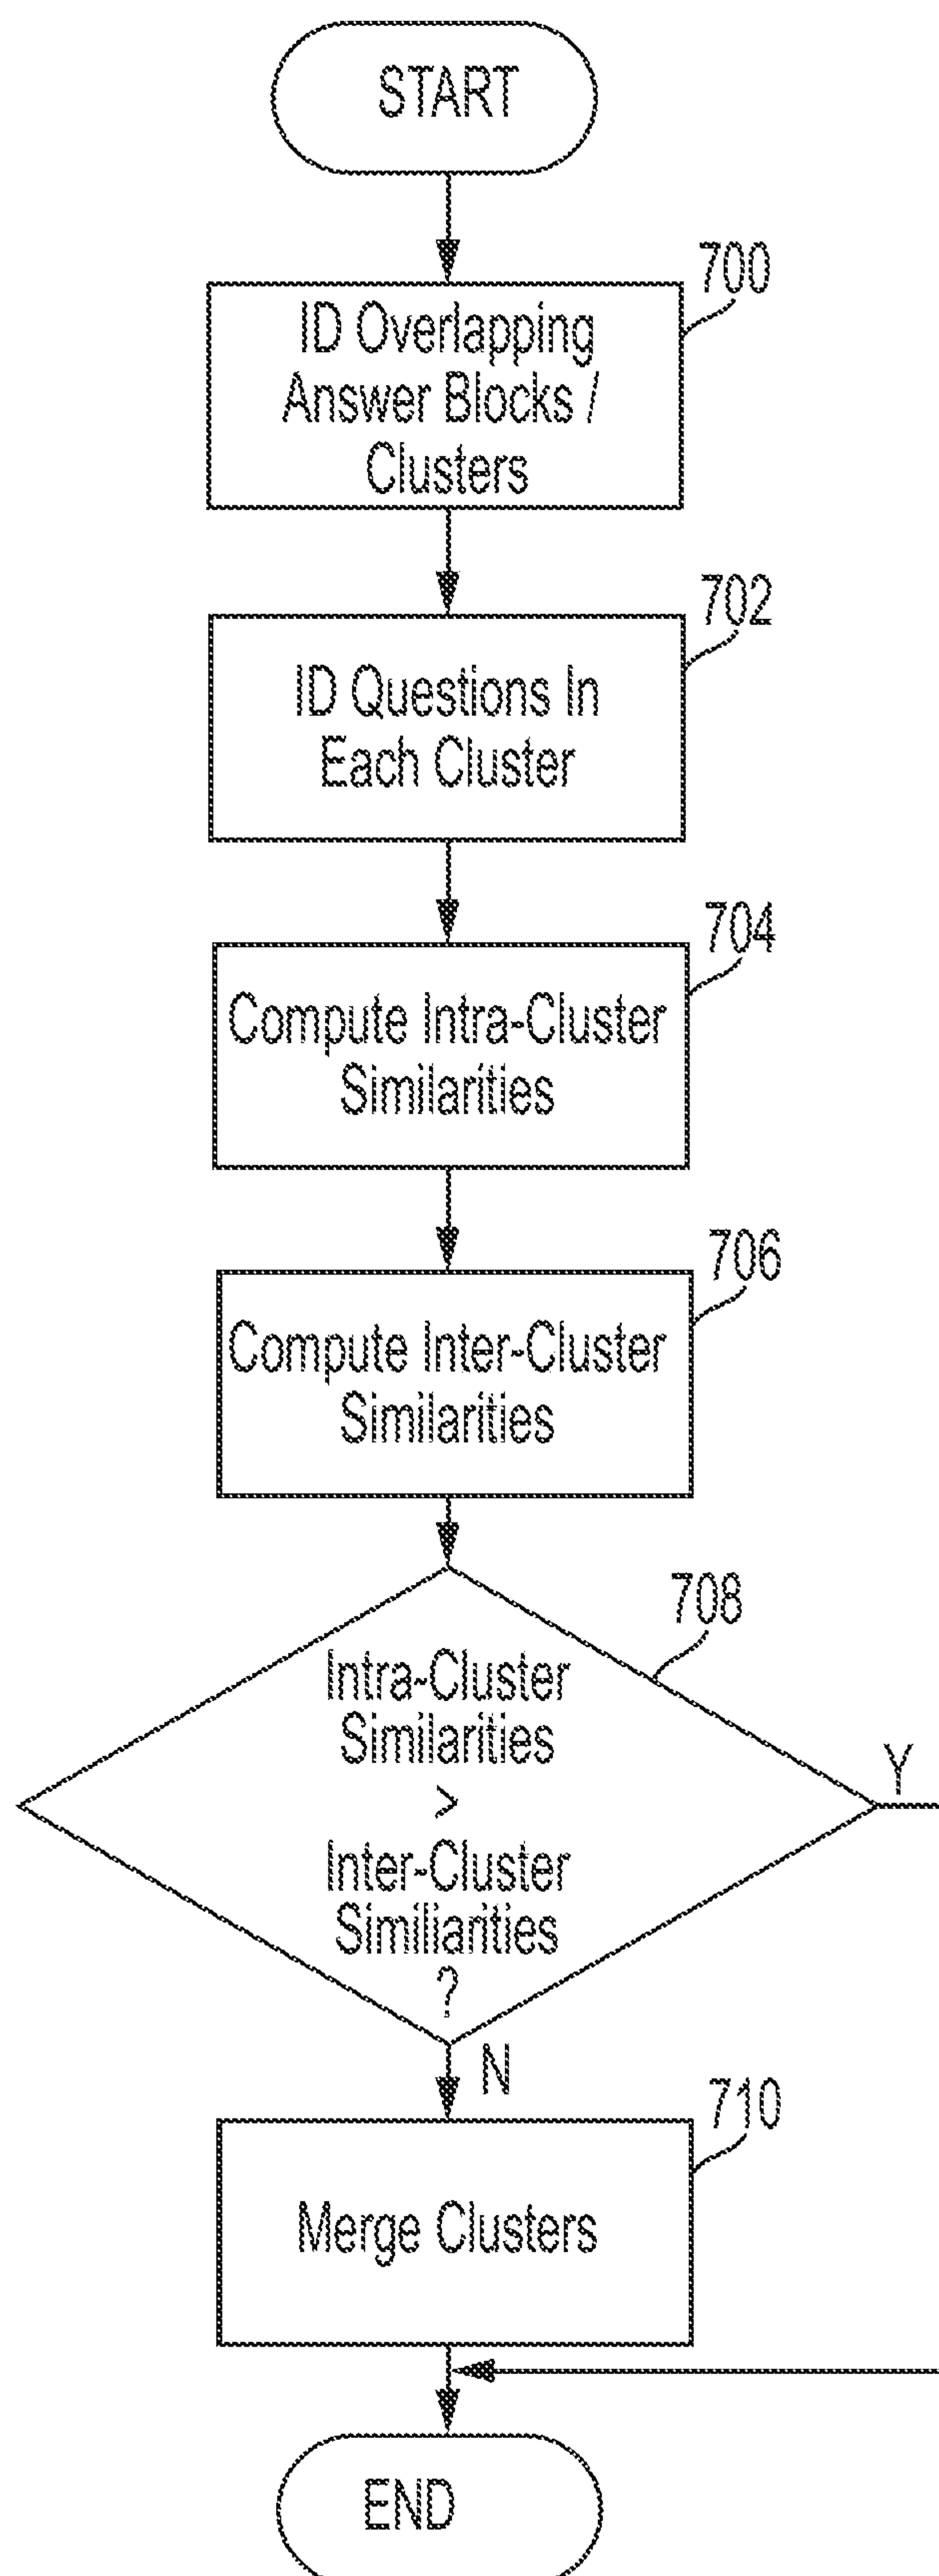 START
700
ID Overlapping
Answer Blocks /
Clusters
702
ID Questions In
Each Cluster
704
Compute Intra-Cluster
Similarities
706
Compute Inter-Cluster
Similarities
708
Intra-Cluster
Similarities
>
Inter-Cluster
Similiarities
?
Y
N
710
Merge Clusters
END